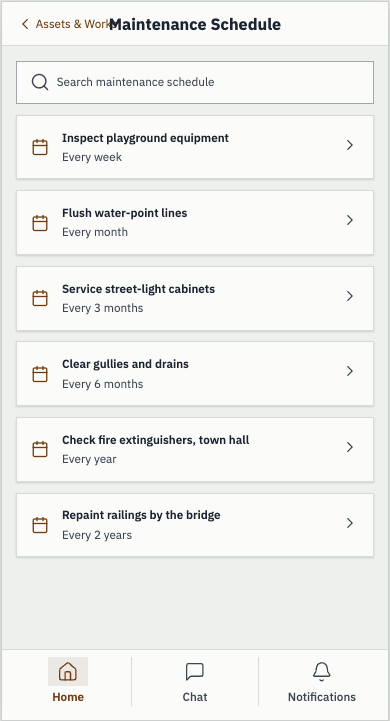 Assets & Work
Maintenance Schedule
Search maintenance schedule
Inspect playground equipment
Every week
Flush water-point lines
Every month
Service street-light cabinets
Every 3 months
Clear gullies and drains
Every 6 months
Check fire extinguishers, town hall
Every year
Repaint railings by the bridge
Every 2 years
Home
Chat
Notifications